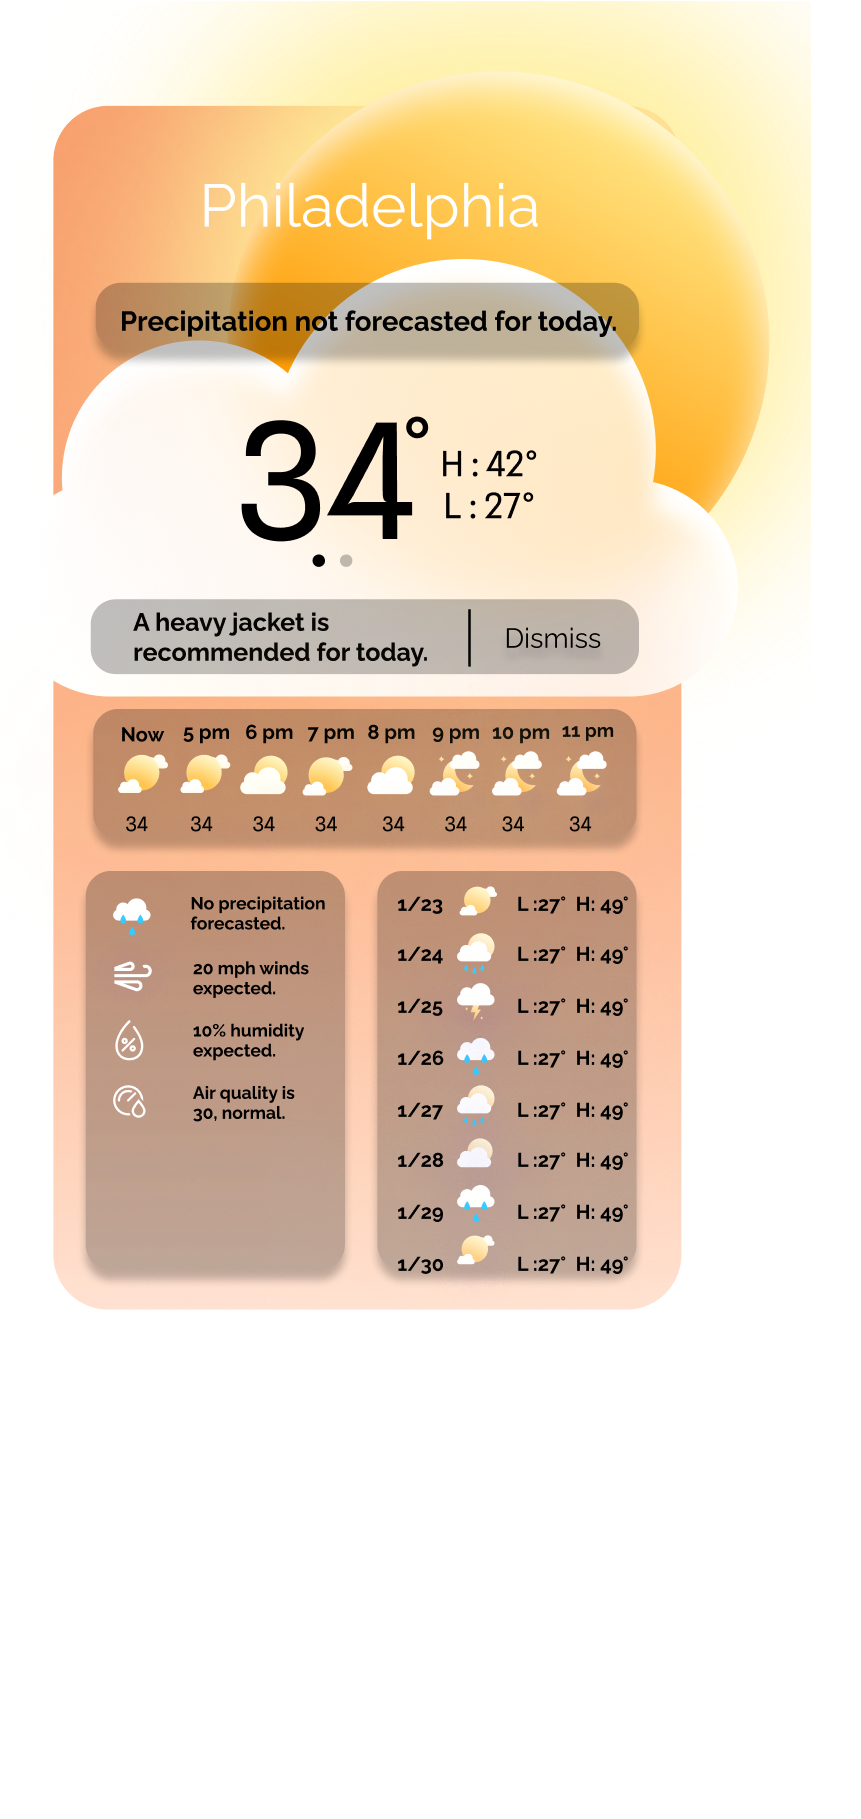 Philadelphia
Precipitation not forecasted for today.
34°
H : 42°
L : 27°
A heavy jacket is
recommended for today.
Dismiss
Now 5 pm 6 pm 7 pm 8 pm 9 pm 10 pm 11 pm
34 34 34 34 34 34 34 34
No precipitation
forecasted.
20 mph winds
expected.
10% humidity
expected.
Air quality is
30, normal.
1/23 L :27° H: 49°
1/24 L :27° H: 49°
1/25 L :27° H: 49°
1/26 L :27° H: 49°
1/27 L :27° H: 49°
1/28 L :27° H: 49°
1/29 L :27° H: 49°
1/30 L :27° H: 49°